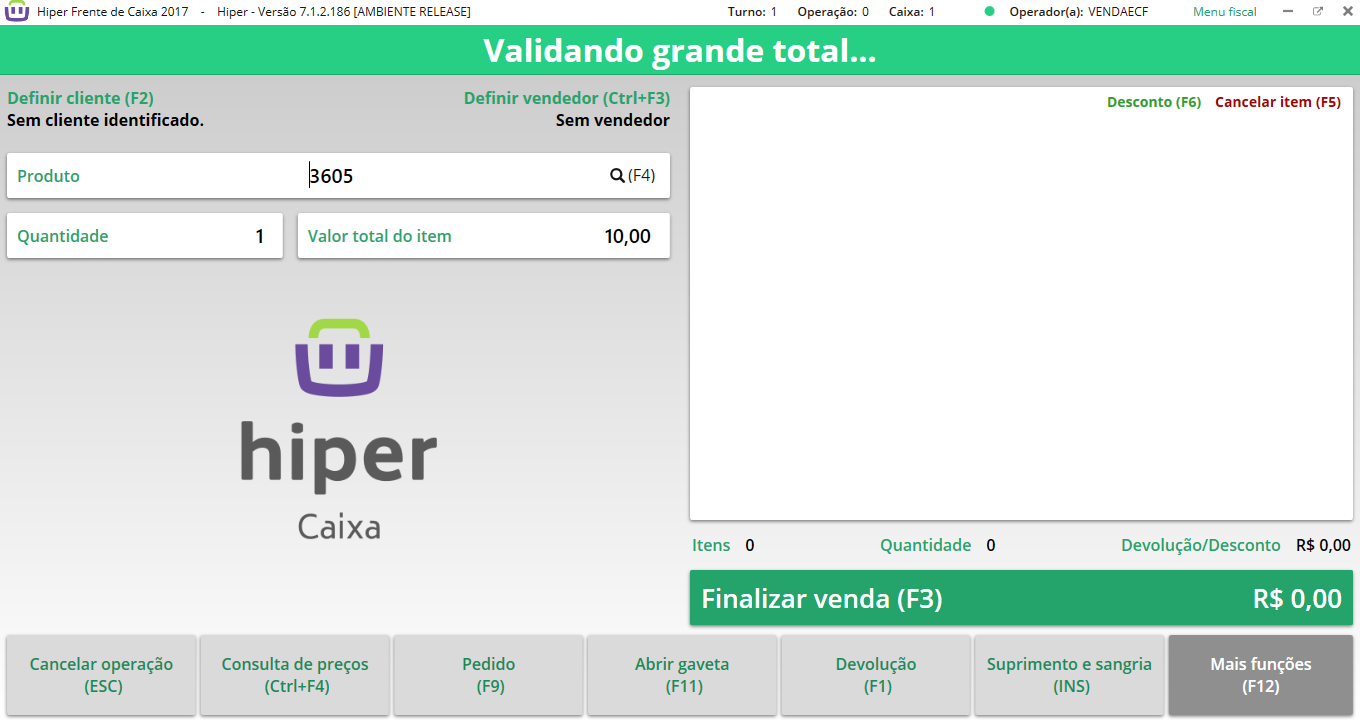 Hiper Frente de Caixa 2017 - Hiper - Versão 7.1.2.186 [AMBIENTE RELEASE] Turno: 1 Operação: 0 Caixa: 1 Operador(a): VENDAECF Menu fiscal
Validando grande total...
Definir cliente (F2) Definir vendedor (Ctrl+F3)
Sem cliente identificado. Sem vendedor
Produto 3605 (F4)
Quantidade 1 Valor total do item 10,00
hiper
Caixa
Desconto (F6) Cancelar item (F5)
Itens 0 Quantidade 0 Devolução/Desconto R$ 0,00
Finalizar venda (F3) R$ 0,00
Cancelar operação
(ESC)
Consulta de preços
(Ctrl+F4)
Pedido
(F9)
Abrir gaveta
(F11)
Devolução
(F1)
Suprimento e sangria
(INS)
Mais funções
(F12)